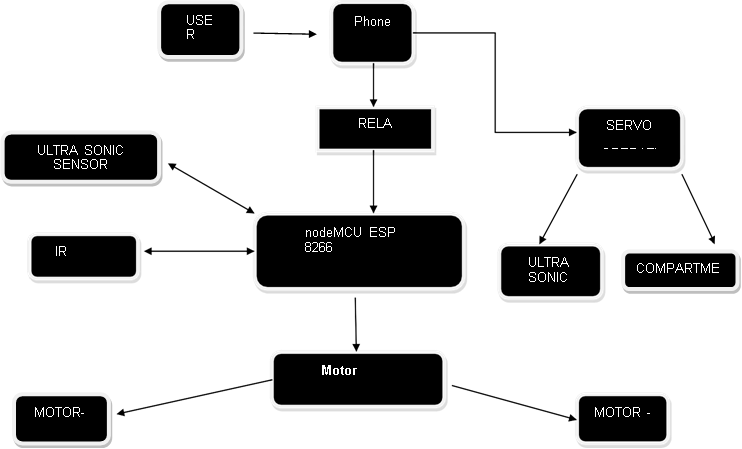 USE
R
Phone
RELA
SERVO
ULTRA SONIC
SENSOR
nodeMCU ESP
8266
IR
ULTRA
SONIC
COMPARTME
Motor
MOTOR-
MOTOR -